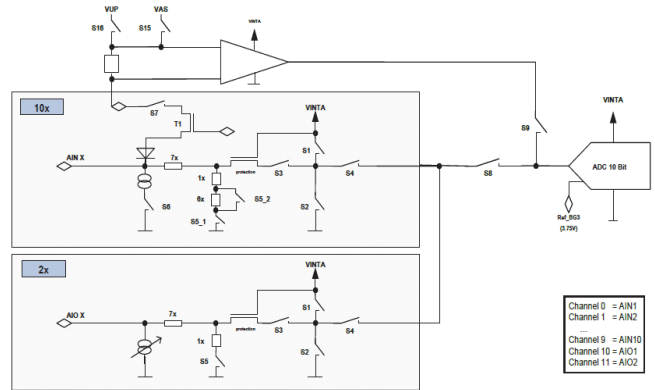 VUP VAS
S16 S15
VINTA
10x
S7
T1
VINTA
S9
VINTA
AIN X
7x
S1
1x
protection
S3
S4
S8
ADC 10 Bit
6x
S5_2
S6
S5_1
S2
Ref_BG3
(3.75V)
2x
VINTA
S1
AIO X
7x
protection
S3
S4
1x
S5
S2
Channel 0 = AIN1
Channel 1 = AIN2
...
Channel 9 = AIN10
Channel 10 = AIO1
Channel 11 = AIO2